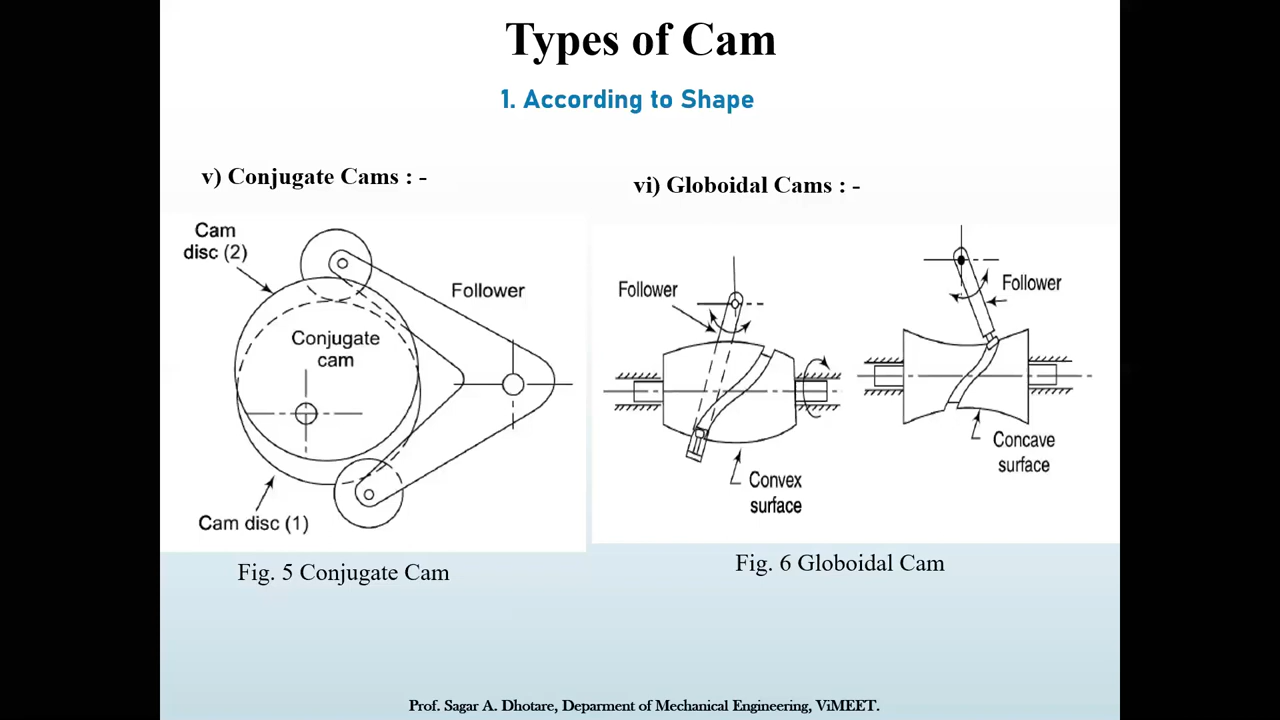 Types of Cam
1. According to Shape
v) Conjugate Cams : -
Cam
disc (2)
Follower
Conjugate
cam
Cam disc (1)
Fig. 5 Conjugate Cam
vi) Globoidal Cams : -
Follower
Convex
surface
Follower
Concave
surface
Fig. 6 Globoidal Cam
Prof. Sagar A. Dhotare, Deparment of Mechanical Engineering, ViMEET.